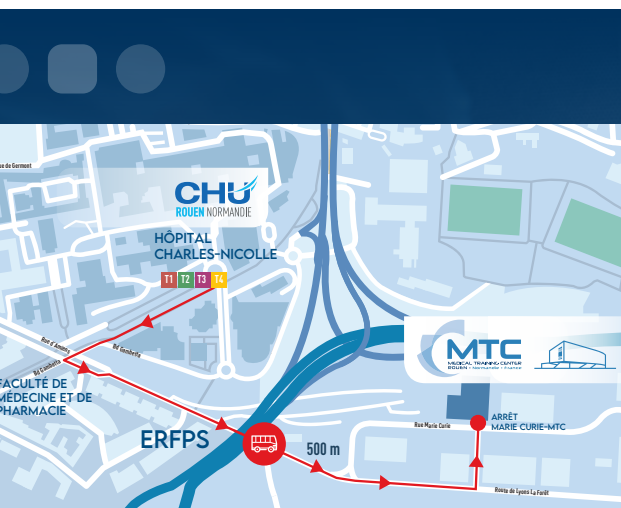 ue de Germont
CHU
ROUEN NORMANDIE
HÔPITAL
CHARLES-NICOLLE
T1 T2 T3 T4
Rue d'Amiens
Bd Gambetta
Bd Gambetta
FACULTÉ DE
MÉDECINE ET DE
PHARMACIE
MTC
MEDICAL TRAINING CENTER
ROUEN • Normandie • France
ARRÊT
MARIE CURIE-MTC
Rue Marie Curie
ERFPS
500 m
Route de Lyons La Forêt